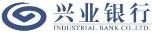 兴业银行
INDUSTRIAL BANK CO.,LTD.